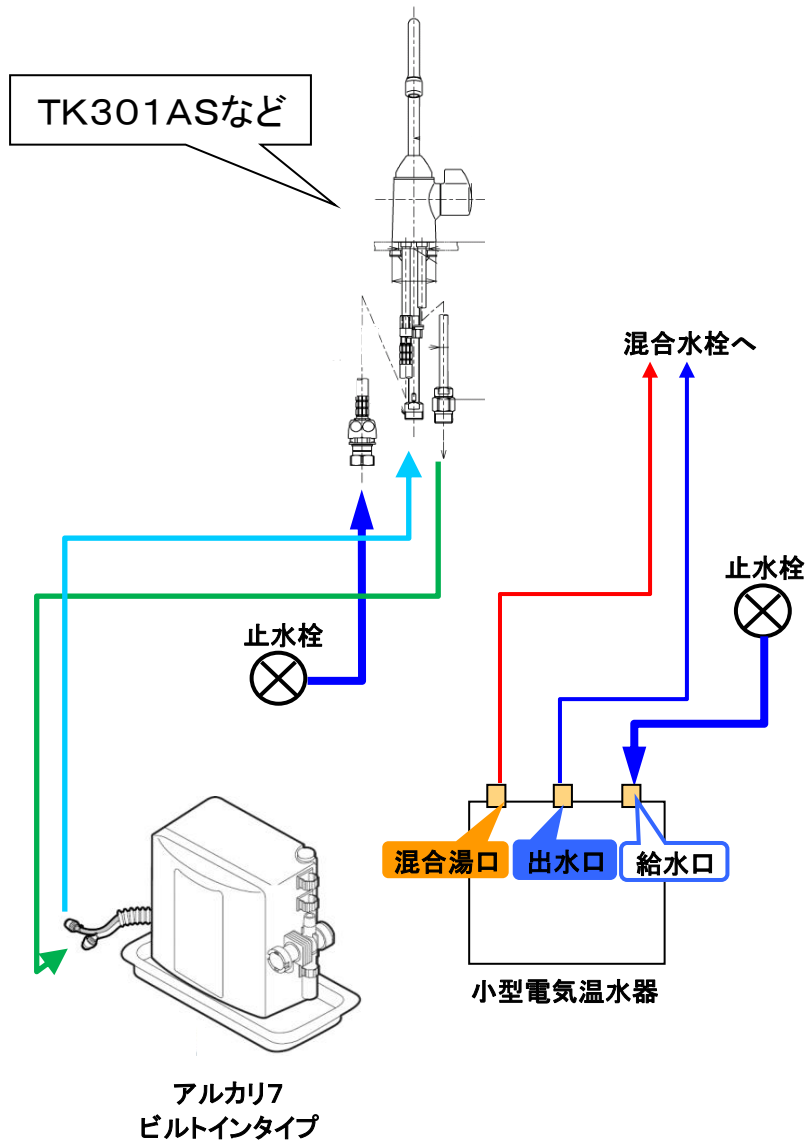 TK301ASなど
混合水栓へ
止水栓
止水栓
混合湯口
出水口
給水口
小型電気温水器
アルカリ7
ビルトインタイプ